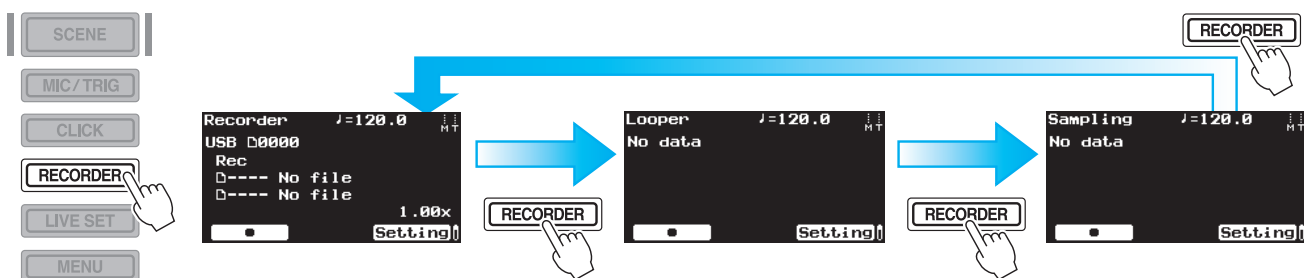 SCENE
MIC/TRIG
CLICK
RECORDER
LIVE SET
MENU
Recorder ♩=120.0 M T
USB 0000
Rec
---- No file
---- No file
1.00x
● Setting
RECORDER
Looper ♩=120.0 M T
No data
● Setting
RECORDER
Sampling ♩=120.0 M T
No data
● Setting
RECORDER